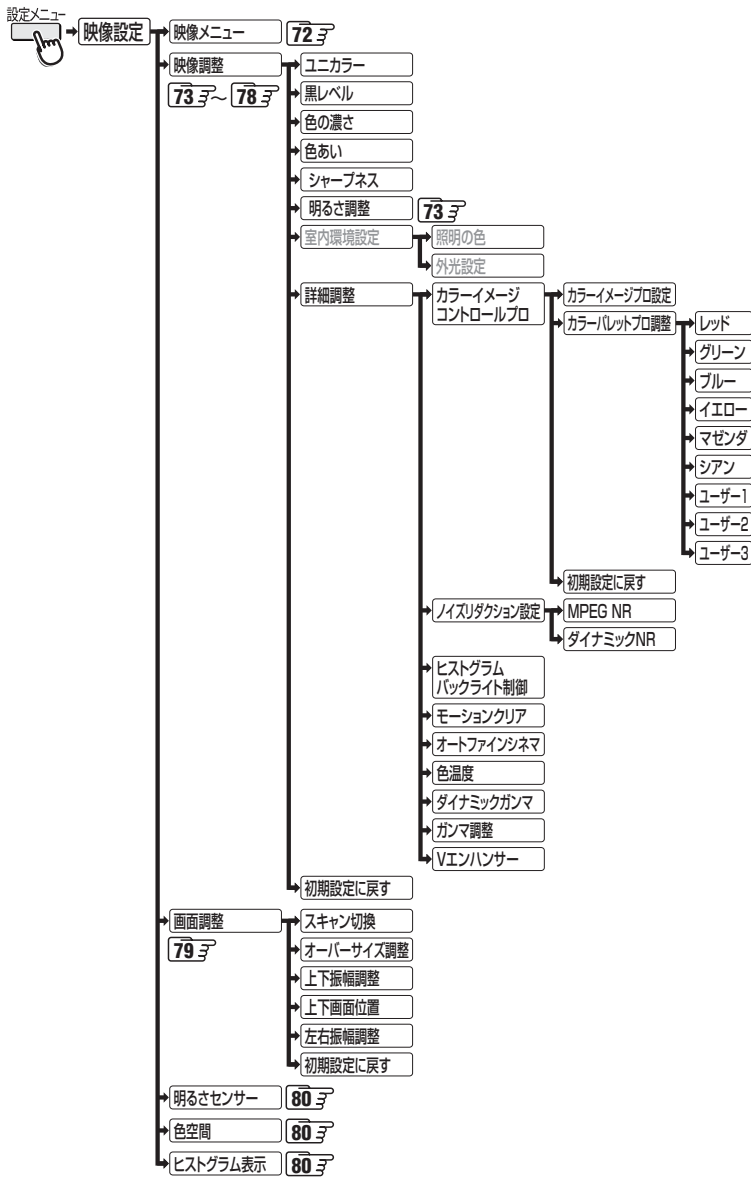 設定メニュー
映像設定
映像メニュー
72
映像調整
73 ～ 78
ユニカラー
黒レベル
色の濃さ
色あい
シャープネス
明るさ調整
73
室内環境設定
照明の色
外光設定
詳細調整
カラーイメージ
コントロールプロ
カラーイメージプロ設定
カラーパレットプロ調整
レッド
グリーン
ブルー
イエロー
マゼンダ
シアン
ユーザー1
ユーザー2
ユーザー3
初期設定に戻す
ノイズリダクション設定
MPEG NR
ダイナミックNR
ヒストグラム
バックライト制御
モーションクリア
オートファインシネマ
色温度
ダイナミックガンマ
ガンマ調整
Vエンハンサー
初期設定に戻す
画面調整
79
スキャン切換
オーバーサイズ調整
上下振幅調整
上下画面位置
左右振幅調整
初期設定に戻す
明るさセンサー
80
色空間
80
ヒストグラム表示
80